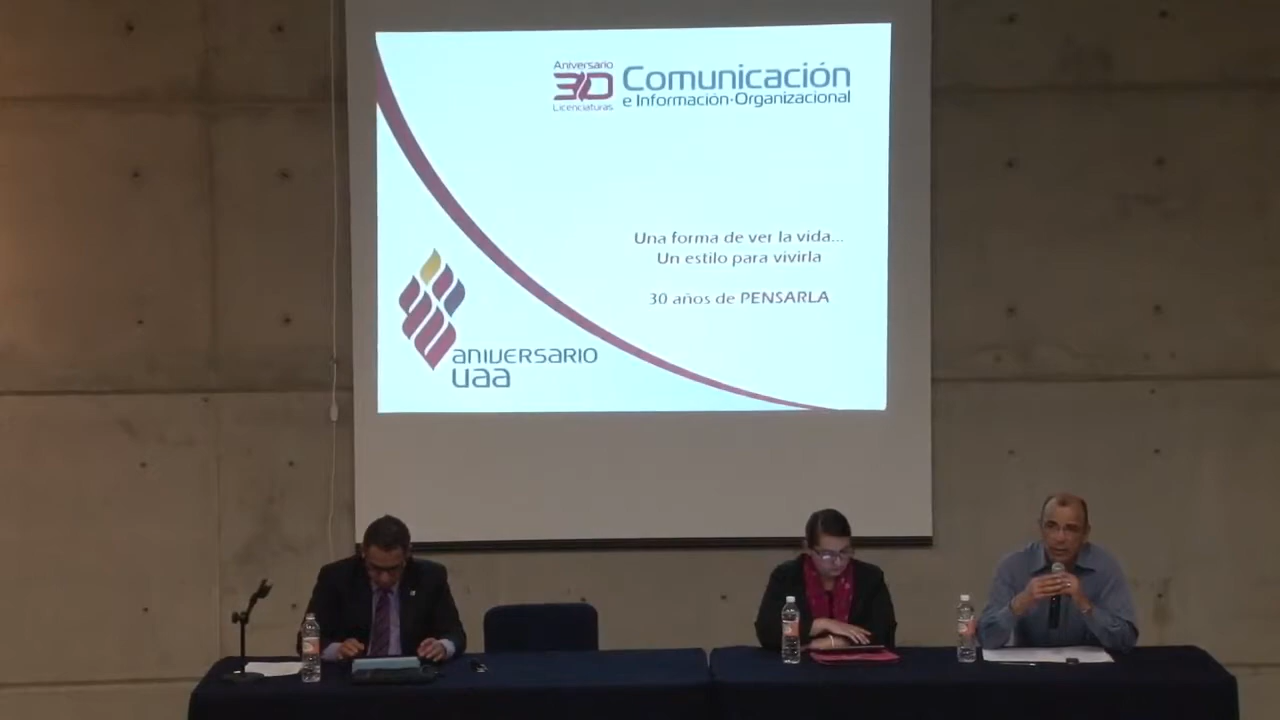 Aniversario
30
Licenciaturas
Comunicación
e Información·Organizacional
Una forma de ver la vida...
Un estilo para vivirla
30 años de PENSARLA
aniversario
uaa